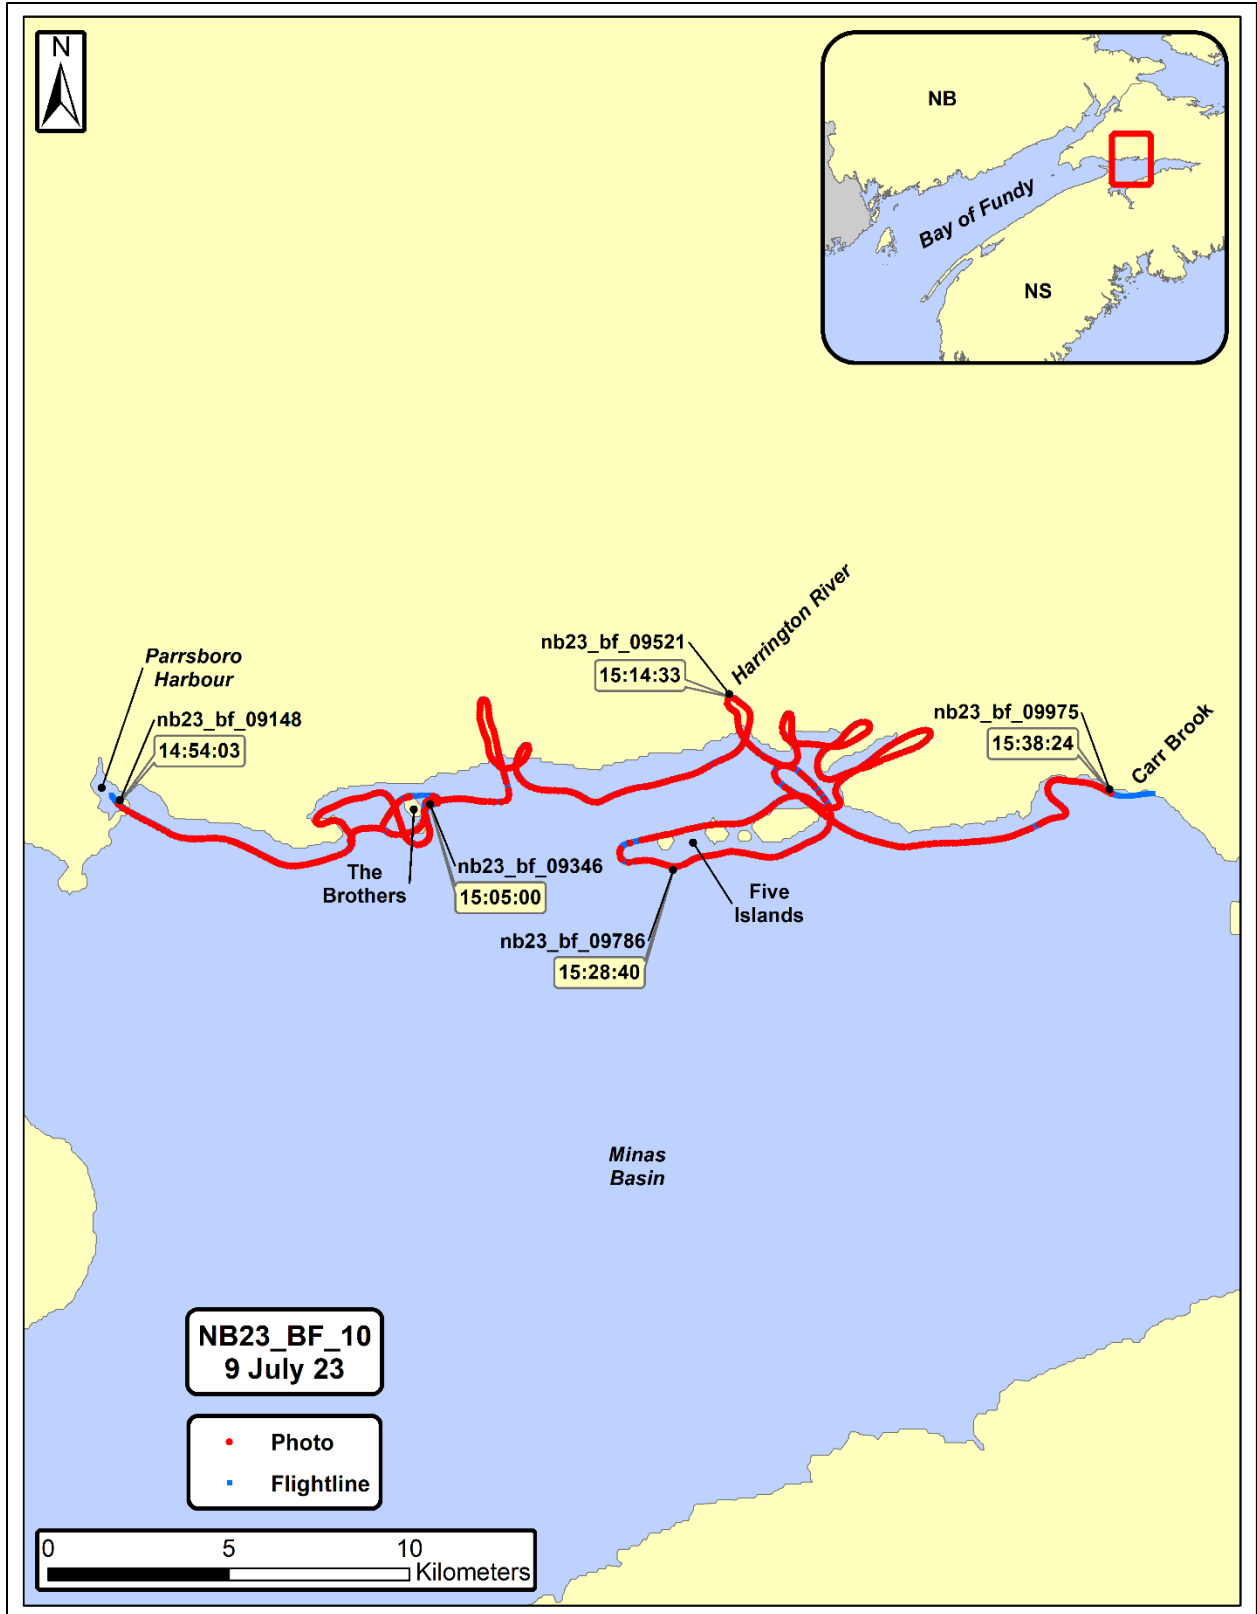 N
NB
Bay of Fundy
NS
Harrington River
nb23_bf_09521
15:14:33
Parrsboro
Harbour
nb23_bf_09148
14:54:03
nb23_bf_09975
15:38:24
Carr Brook
The
Brothers
nb23_bf_09346
15:05:00
Five
Islands
nb23_bf_09786
15:28:40
Minas
Basin
NB23_BF_10
9 July 23
Photo
Flightline
0 5 10
Kilometers